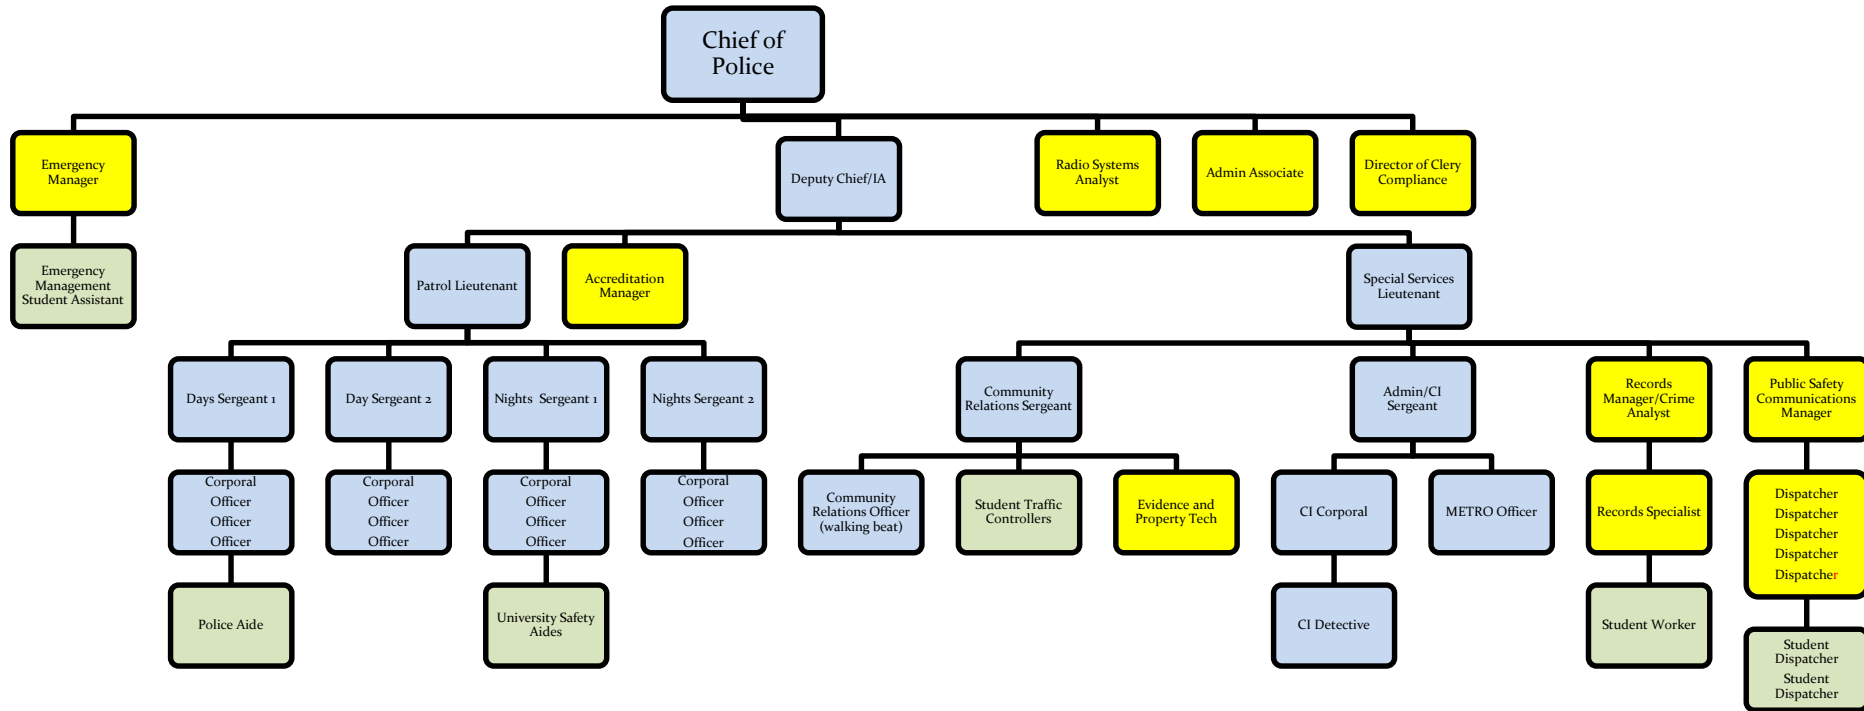 Chief of
Police
Emergency
Manager
Deputy Chief/IA
Radio Systems
Analyst
Admin Associate
Director of Clery
Compliance
Emergency
Management
Student Assistant
Patrol Lieutenant
Accreditation
Manager
Special Services
Lieutenant
Days Sergeant 1
Day Sergeant 2
Nights Sergeant 1
Nights Sergeant 2
Community
Relations Sergeant
Admin/CI
Sergeant
Records
Manager/Crime
Analyst
Public Safety
Communications
Manager
Corporal
Officer
Officer
Officer
Corporal
Officer
Officer
Officer
Corporal
Officer
Officer
Officer
Corporal
Officer
Officer
Officer
Community
Relations Officer
(walking beat)
Student Traffic
Controllers
Evidence and
Property Tech
CI Corporal
METRO Officer
Records Specialist
Dispatcher
Dispatcher
Dispatcher
Dispatcher
Dispatcher
Police Aide
University Safety
Aides
CI Detective
Student Worker
Student
Dispatcher
Student
Dispatcher